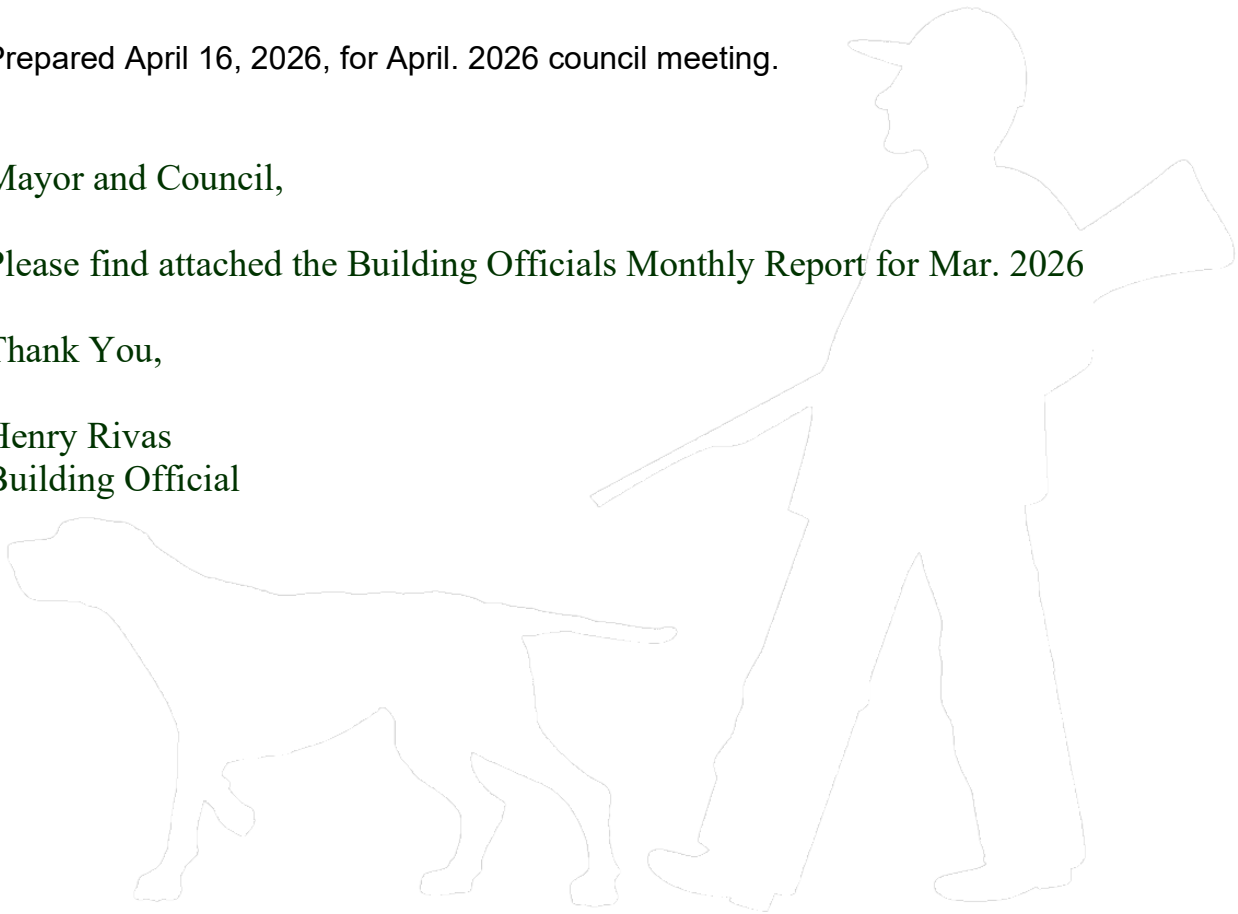 Prepared April 16, 2026, for April. 2026 council meeting.
Mayor and Council,
Please find attached the Building Officials Monthly Report for Mar. 2026
Thank You,
Henry Rivas
Building Official